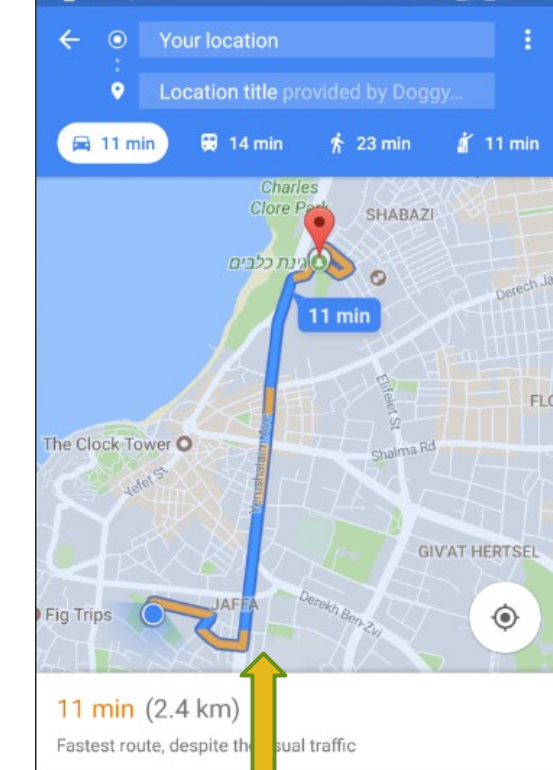 Your location
Location title provided by Doggy...
11 min
14 min
23 min
11 min
Charles
Clore Park
SHABAZI
גינת כלבים
11 min
Derech Ja
Elifelet St
FLO
The Clock Tower
Shalma Rd
Yefet St
Yerushalaim Ave
GIV'AT HERTSEL
JAFFA
Derekh Ben-Zvi
Fig Trips
11 min (2.4 km)
Fastest route, despite the usual traffic